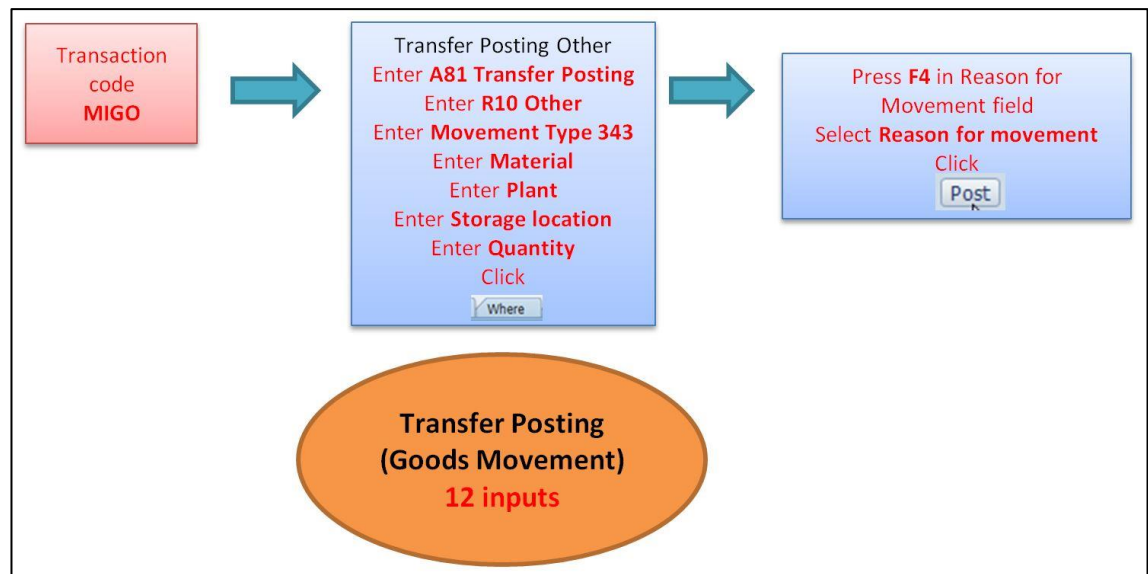 Transaction
code
MIGO
Transfer Posting Other
Enter A81 Transfer Posting
Enter R10 Other
Enter Movement Type 343
Enter Material
Enter Plant
Enter Storage location
Enter Quantity
Click
Where
Press F4 in Reason for
Movement field
Select Reason for movement
Click
Post
Transfer Posting
(Goods Movement)
12 inputs